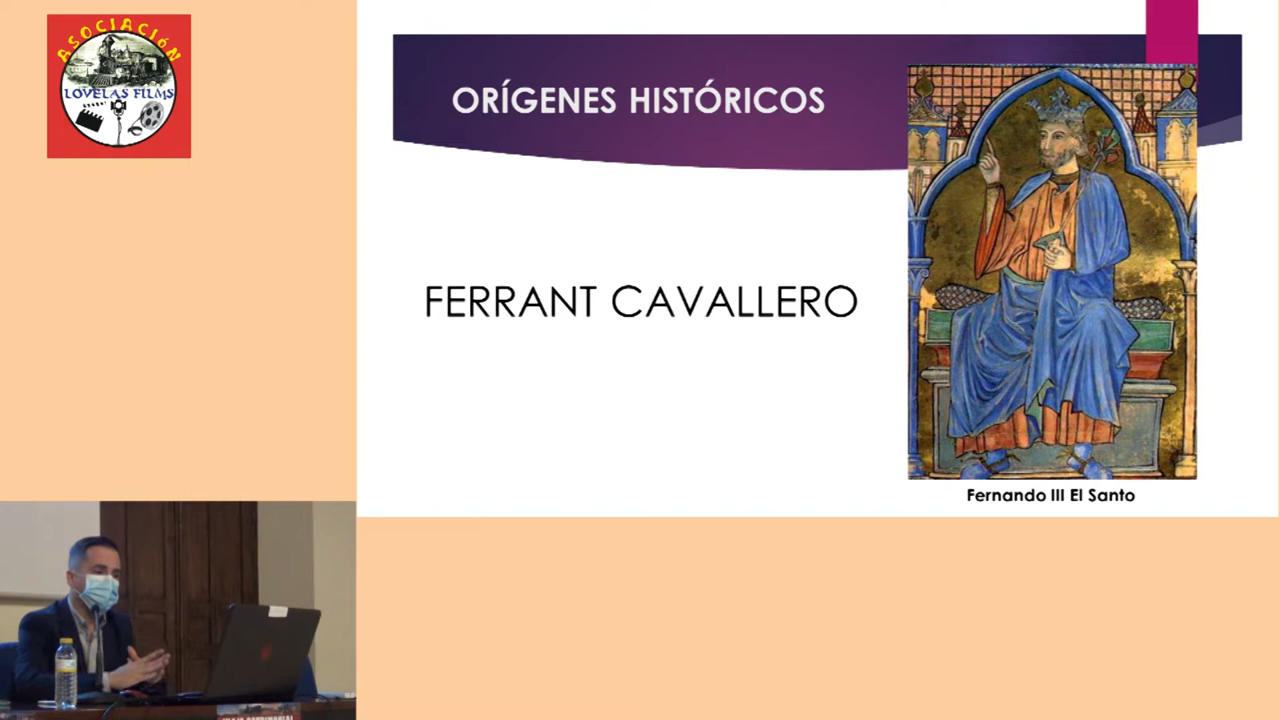 ASOCIACIÓN
LOVELAS FILMS
ORÍGENES HISTÓRICOS
FERRANT CAVALLERO
Fernando III El Santo